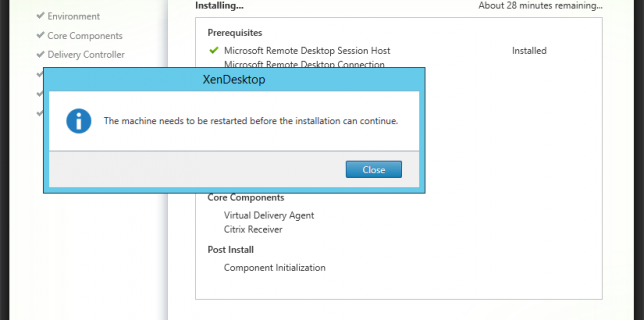 Installing...
About 28 minutes remaining...
Environment
Core Components
Delivery Controller
Prerequisites
Microsoft Remote Desktop Session Host Installed
Microsoft Remote Desktop Connection
XenDesktop
The machine needs to be restarted before the installation can continue.
Close
Core Components
Virtual Delivery Agent
Citrix Receiver
Post Install
Component Initialization